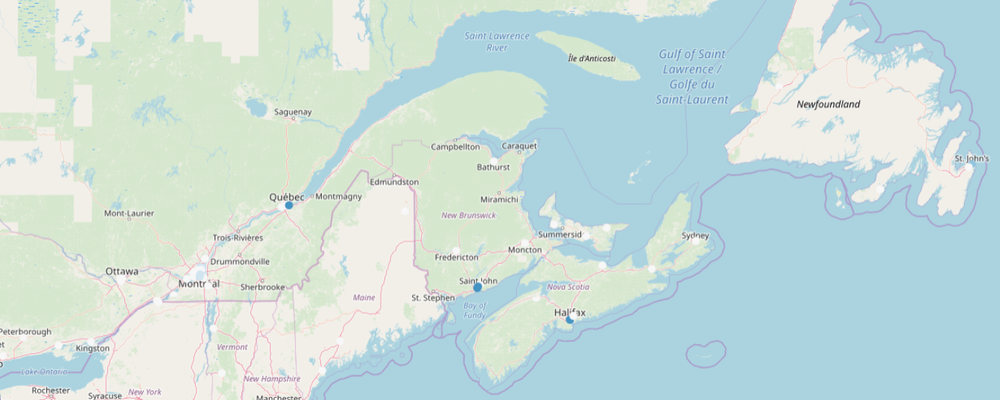 Saint Lawrence
River
Île d'Anticosti
Gulf of Saint
Lawrence /
Golfe du
Saint-Laurent
Newfoundland
Saguenay
Campbellton
Caraquet
St. John's
Bathurst
Edmundston
Québec
Montmagny
Miramichi
Mont-Laurier
New Brunswick
Trois-Rivières
Summersid
Sydney
Fredericton
Moncton
Drummondville
Ottawa
Montréal
Sherbrooke
Saint John
Nova Scotia
St. Stephen
Maine
Bay of
Fundy
Halifax
Peterborough
et
Kingston
Vermont
o
Lake Ontario
New Hampshire
Rochester
Syracuse
New York
Manchester